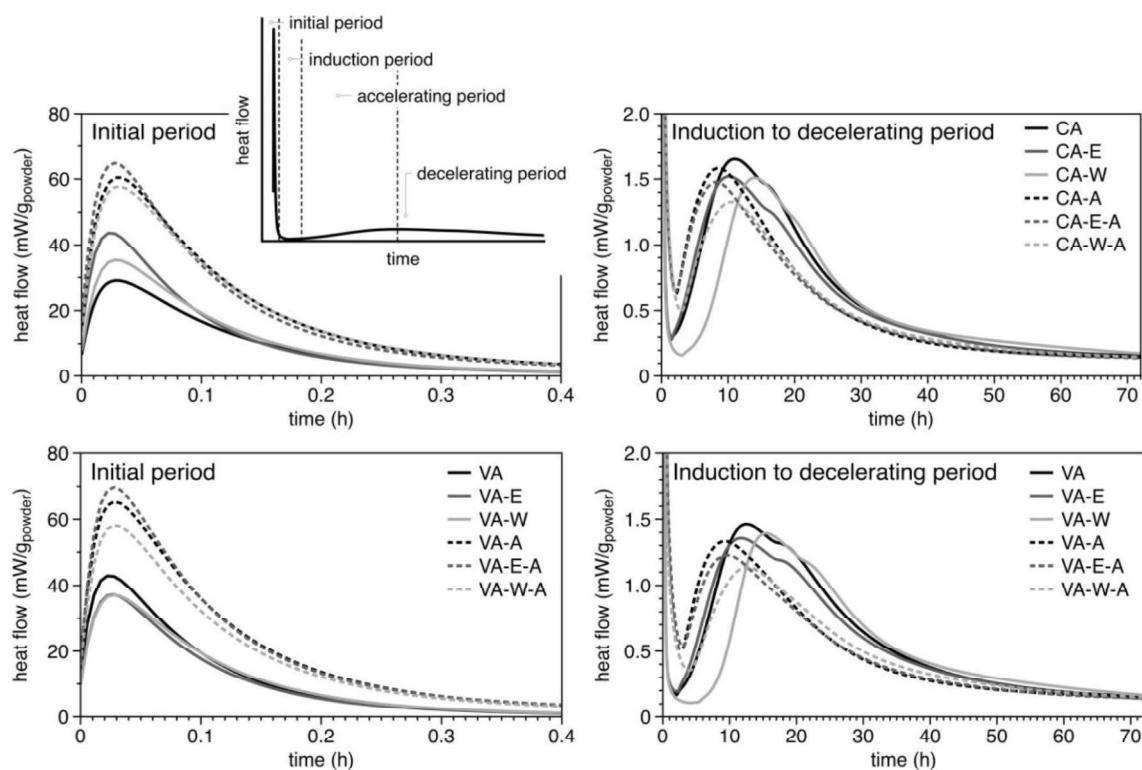 initial period
induction period
accelerating period
decelerating period
heat flow
time
Initial period
80
60
40
20
0
heat flow (mW/gpowder)
0
0.1
0.2
0.3
0.4
time (h)
Induction to decelerating period
CA
CA-E
CA-W
CA-A
CA-E-A
CA-W-A
2.0
1.5
1.0
0.5
0
heat flow (mW/gpowder)
0
10
20
30
40
50
60
70
time (h)
Initial period
VA
VA-E
VA-W
VA-A
VA-E-A
VA-W-A
80
60
40
20
0
heat flow (mW/gpowder)
0
0.1
0.2
0.3
0.4
time (h)
Induction to decelerating period
VA
VA-E
VA-W
VA-A
VA-E-A
VA-W-A
2.0
1.5
1.0
0.5
0
heat flow (mW/gpowder)
0
10
20
30
40
50
60
70
time (h)